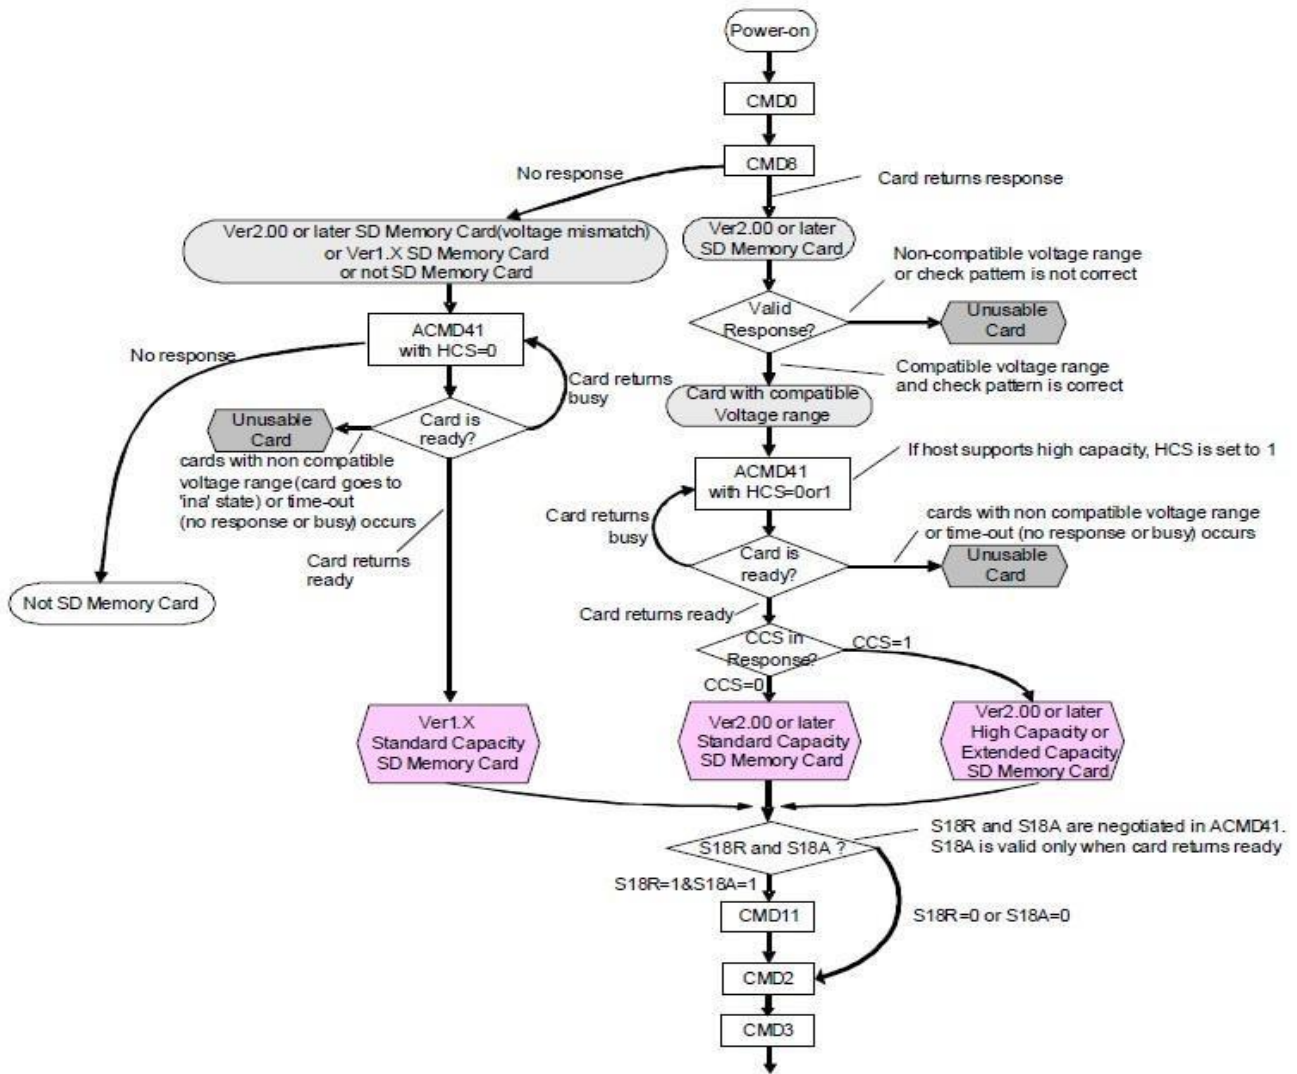 Power-on
CMD0
CMD8
No response
Card returns response
Ver2.00 or later SD Memory Card(voltage mismatch)
or Ver1.X SD Memory Card
or not SD Memory Card
Ver2.00 or later
SD Memory Card
Non-compatible voltage range
or check pattern is not correct
Valid
Response?
Unusable
Card
ACMD41
with HCS=0
No response
Card returns
busy
Compatible voltage range
and check pattern is correct
Card with compatible
Voltage range
Unusable
Card
Card is
ready?
cards with non compatible
voltage range (card goes to
'ina' state) or time-out
(no response or busy) occurs
If host supports high capacity, HCS is set to 1
ACMD41
with HCS=0or1
Card returns
busy
cards with non compatible voltage range
or time-out (no response or busy) occurs
Card is
ready?
Unusable
Card
Card returns
ready
Not SD Memory Card
Card returns ready
CCS in
Response?
CCS=1
CCS=0
Ver1.X
Standard Capacity
SD Memory Card
Ver2.00 or later
Standard Capacity
SD Memory Card
Ver2.00 or later
High Capacity or
Extended Capacity
SD Memory Card
S18R and S18A ?
S18R and S18A are negotiated in ACMD41.
S18A is valid only when card returns ready
S18R=1&S18A=1
CMD11
S18R=0 or S18A=0
CMD2
CMD3